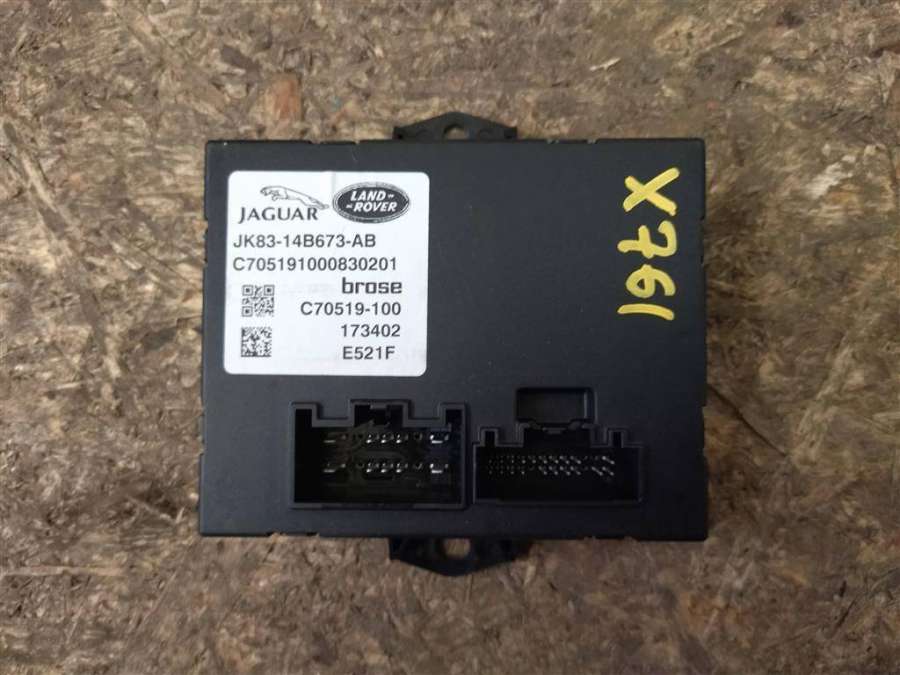 JAGUAR
LAND ROVER
JK83-14B673-AB
C705191000830201
brose
C70519-100
173402
E521F
X761